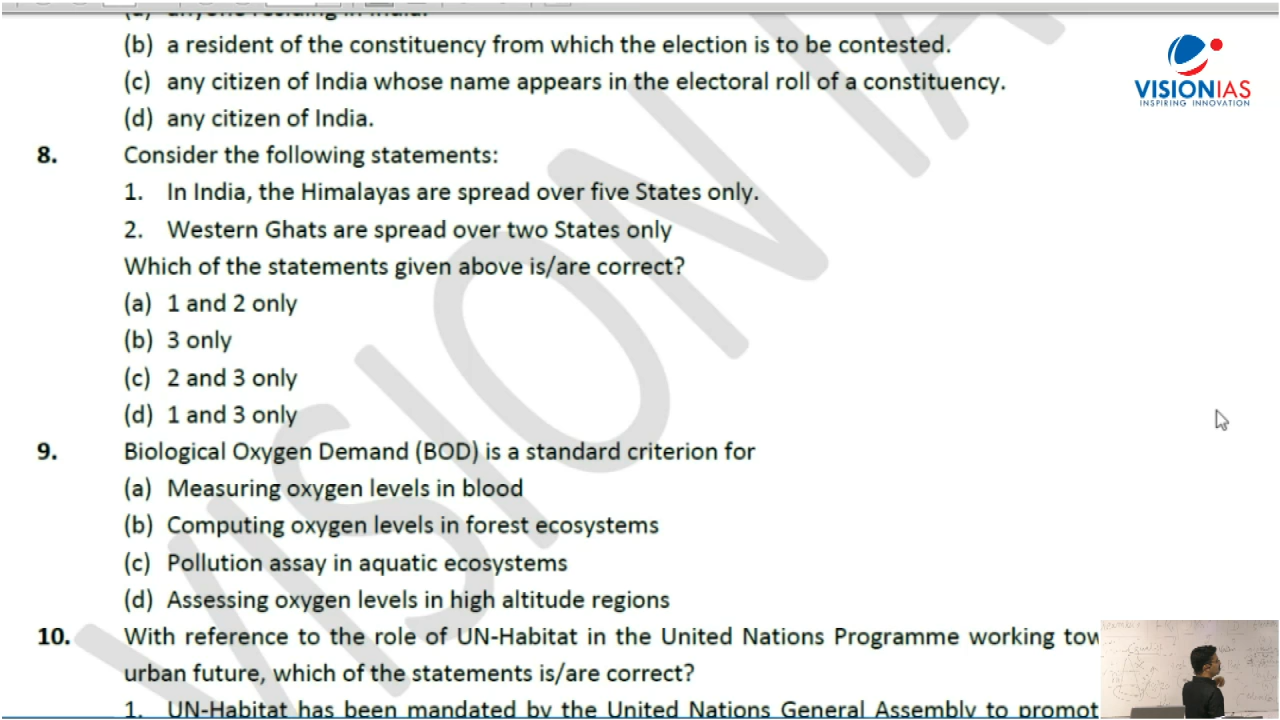 (a) anyone residing in India.
(b) a resident of the constituency from which the election is to be contested.
(c) any citizen of India whose name appears in the electoral roll of a constituency.
(d) any citizen of India.
8. Consider the following statements:
1. In India, the Himalayas are spread over five States only.
2. Western Ghats are spread over two States only
Which of the statements given above is/are correct?
(a) 1 and 2 only
(b) 3 only
(c) 2 and 3 only
(d) 1 and 3 only
9. Biological Oxygen Demand (BOD) is a standard criterion for
(a) Measuring oxygen levels in blood
(b) Computing oxygen levels in forest ecosystems
(c) Pollution assay in aquatic ecosystems
(d) Assessing oxygen levels in high altitude regions
10. With reference to the role of UN-Habitat in the United Nations Programme working tow
urban future, which of the statements is/are correct?
1. UN-Habitat has been mandated by the United Nations General Assembly to promot
VISIONIAS
INSPIRING INNOVATION
VISION IA